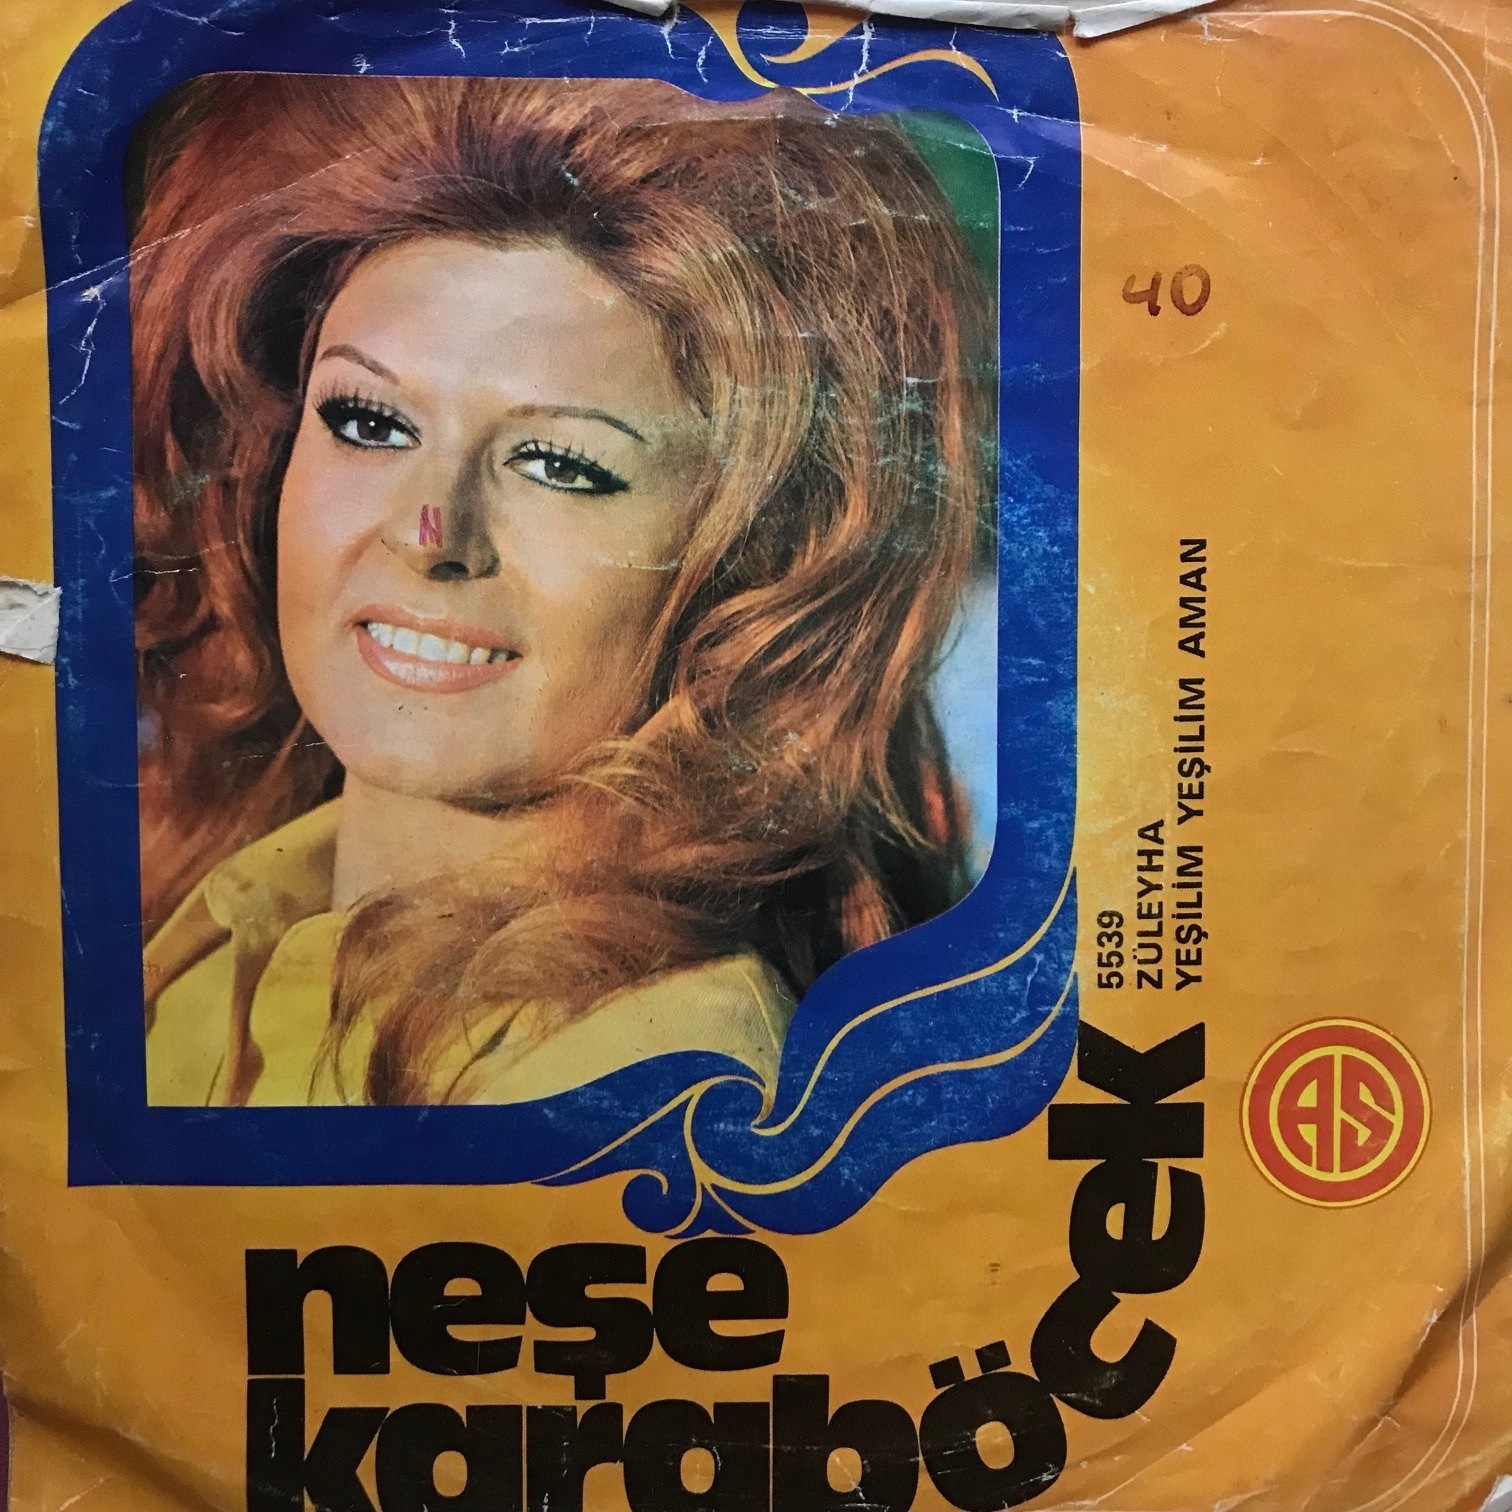 40
N
5539
ZÜLEYHA
YEŞİLİM YEŞİLİM AMAN
AS
neşe
karaböcek